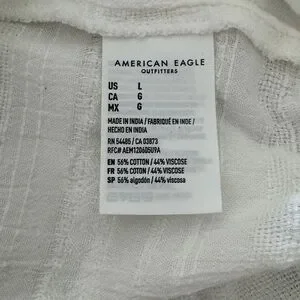 AMERICAN EAGLE
OUTFITTERS
US L
CA G
MX G
MADE IN INDIA / FABRIQUÉ EN INDE /
HECHO EN INDIA
RN 54485 / CA 03873
RFC# AEM120605U9A
EN 56% COTTON / 44% VISCOSE
FR 56% COTON / 44% VISCOSE
SP 56% algodón / 44% viscosa